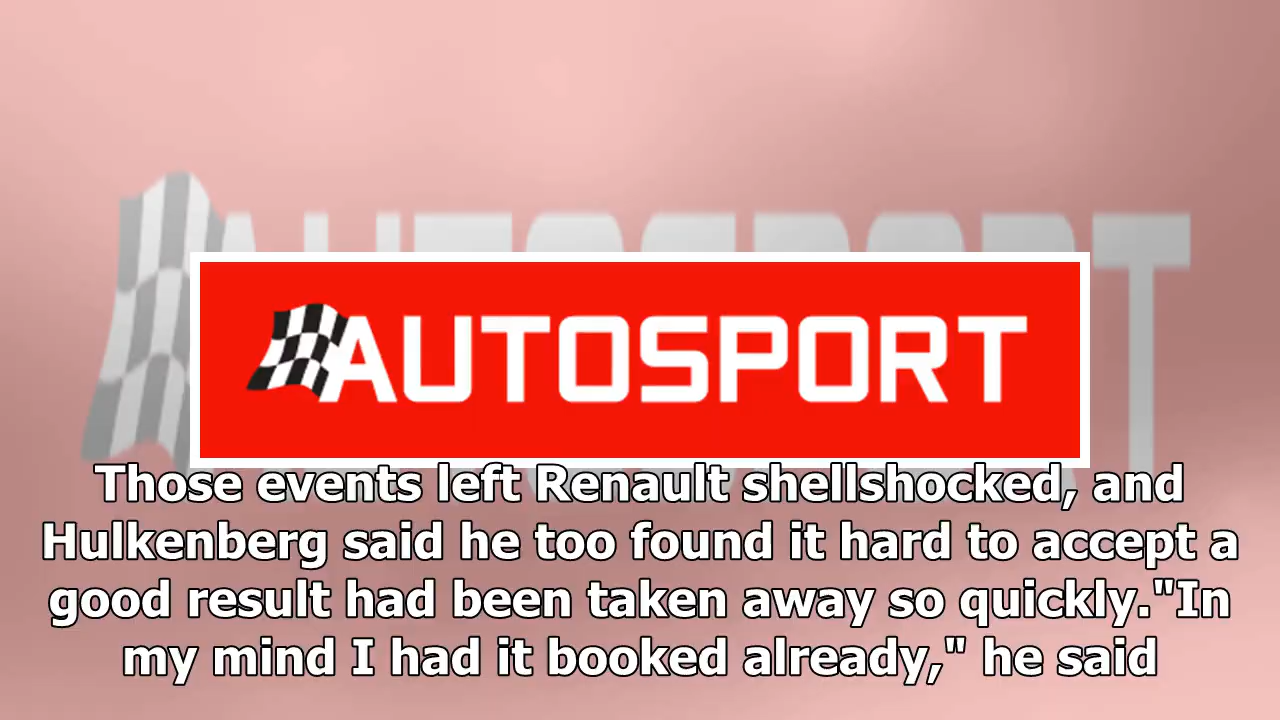 AUTOSPORT
Those events left Renault shellshocked, and
Hulkenberg said he too found it hard to accept a
good result had been taken away so quickly."In
my mind I had it booked already," he said